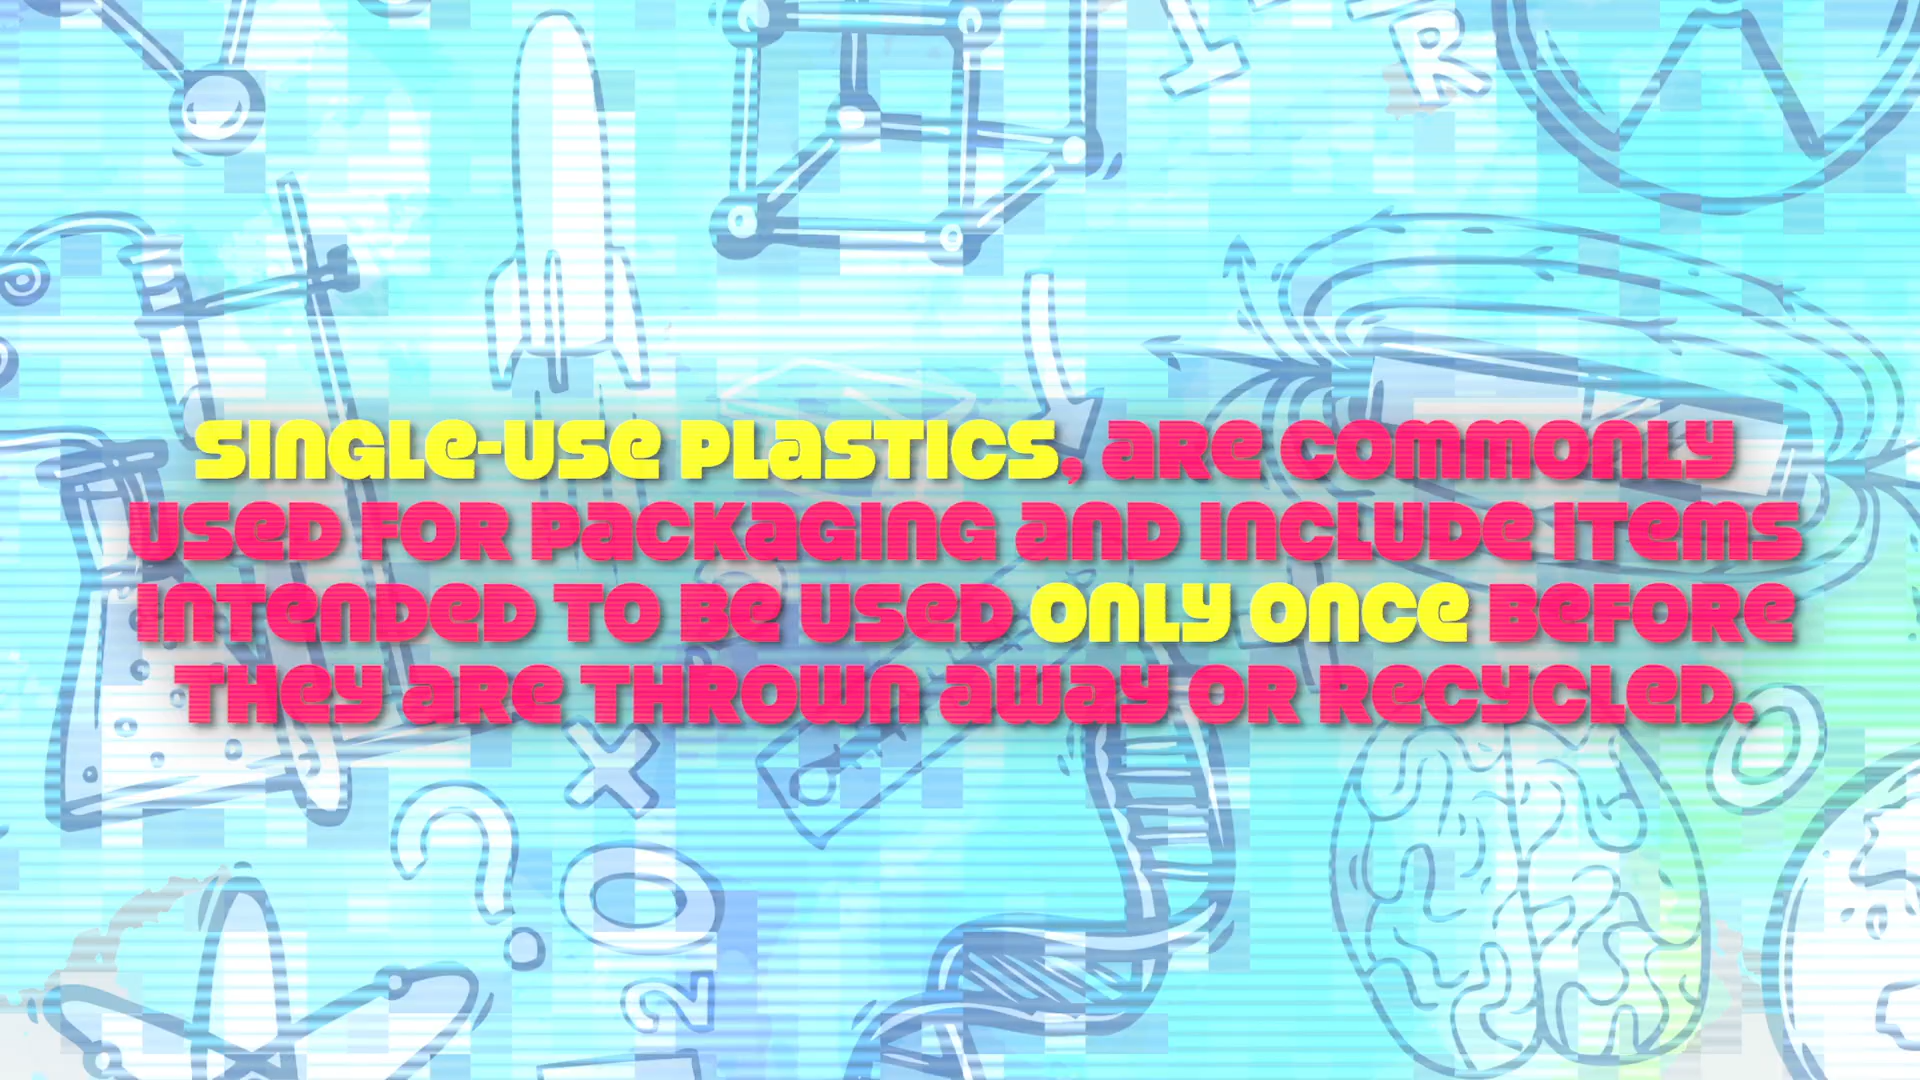 I R
SINGLE-USE PLASTICS, ARE COMMONLY
USED FOR PACKAGING AND INCLUDE ITEMS
INTENDED TO BE USED ONLY ONCE BEFORE
THEY ARE THROWN AWAY OR RECYCLED.
? X O 2